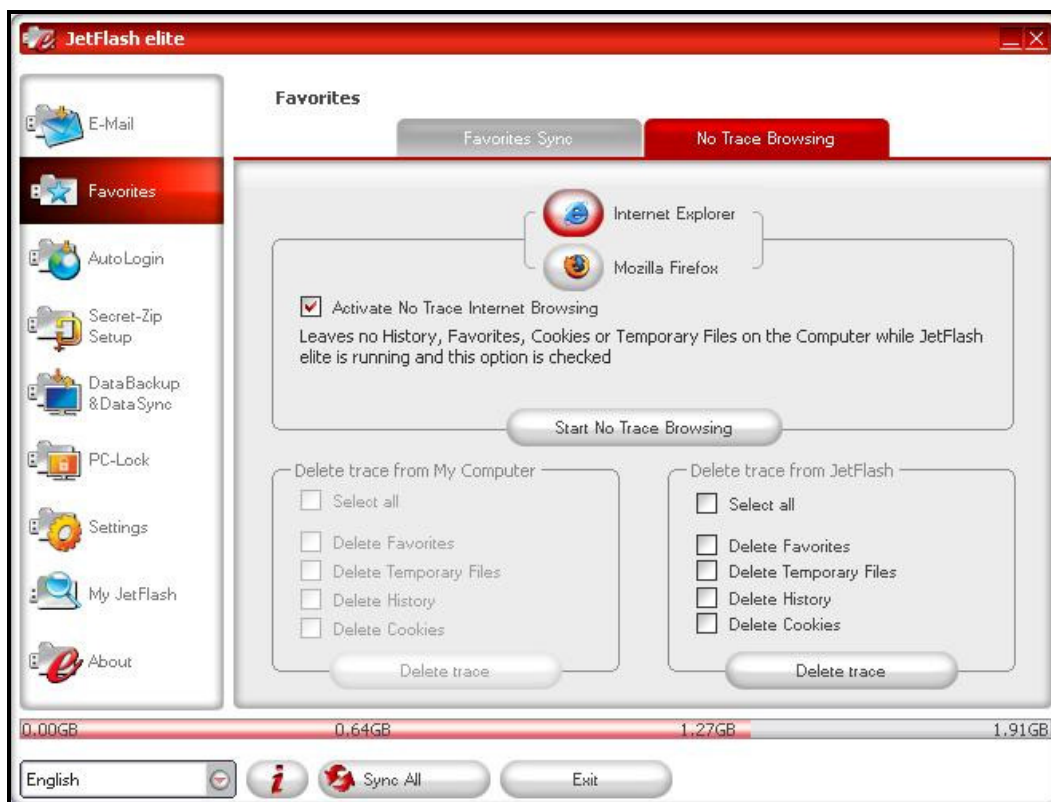 JetFlash elite
E-Mail
Favorites
AutoLogin
Secret-Zip
Setup
DataBackup
&DataSync
PC-Lock
Settings
My JetFlash
About
Favorites
Favorites Sync
No Trace Browsing
Internet Explorer
Mozilla Firefox
Activate No Trace Internet Browsing
Leaves no History, Favorites, Cookies or Temporary Files on the Computer while JetFlash
elite is running and this option is checked
Start No Trace Browsing
Delete trace from My Computer
Select all
Delete Favorites
Delete Temporary Files
Delete History
Delete Cookies
Delete trace
Delete trace from JetFlash
Select all
Delete Favorites
Delete Temporary Files
Delete History
Delete Cookies
Delete trace
0.00GB 0.64GB 1.27GB 1.91GB
English
i
Sync All
Exit